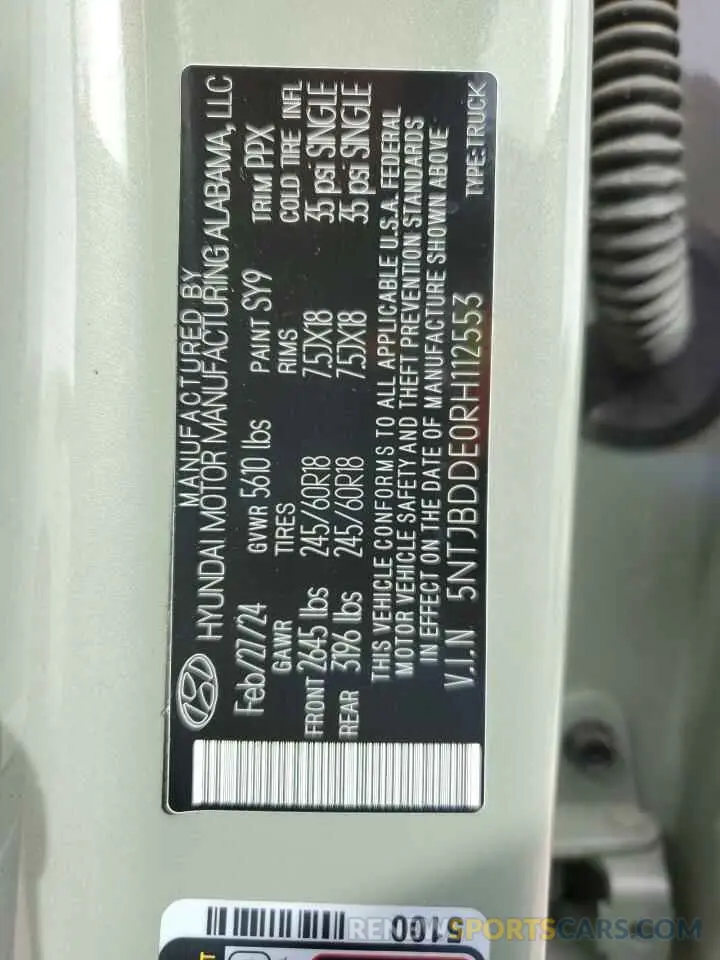 MANUFACTURED BY
HYUNDAI MOTOR MANUFACTURING ALABAMA, LLC
Feb/27/24 GVWR 5610 lbs PAINT SY9 TRIM PPX
GAWR TIRES RIMS COLD TIRE INFL
FRONT 2645 lbs 245/60R18 7.5JX18 35 psi SINGLE
REAR 3196 lbs 245/60R18 7.5JX18 35 psi SINGLE
THIS VEHICLE CONFORMS TO ALL APPLICABLE U.S.A. FEDERAL
MOTOR VEHICLE SAFETY AND THEFT PREVENTION STANDARDS
IN EFFECT ON THE DATE OF MANUFACTURE SHOWN ABOVE
V.I.N 5NTJBDDE0RH112553 TYPE:TRUCK
5160
RENEWSPORTSCARS.COM